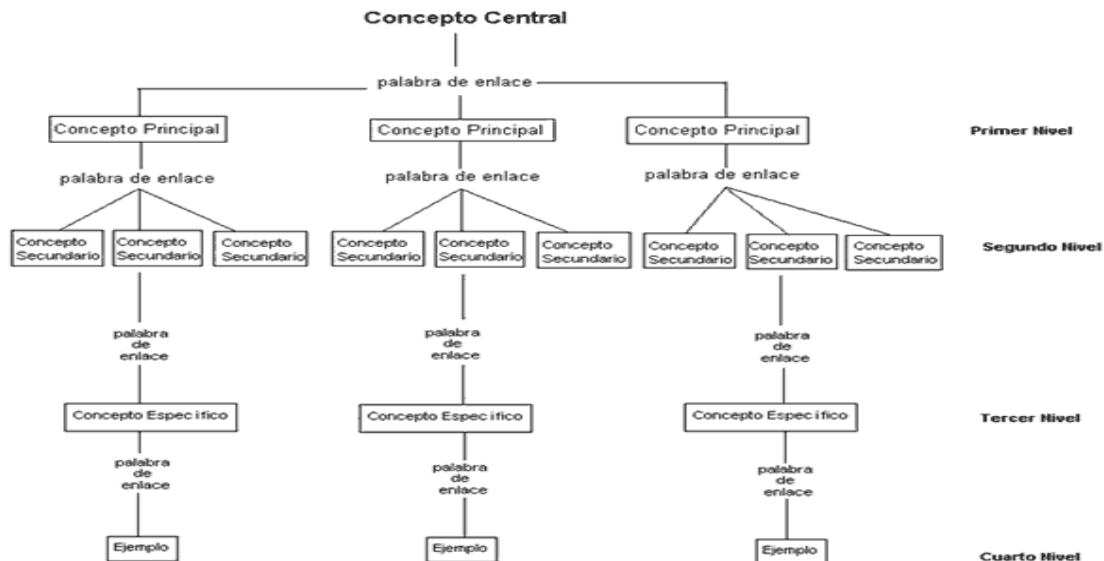 Concepto Central
palabra de enlace
Concepto Principal
Concepto Principal
Concepto Principal
Primer Nivel
palabra de enlace
palabra de enlace
palabra de enlace
Concepto
Secundario
Concepto
Secundario
Concepto
Secundario
Concepto
Secundario
Concepto
Secundario
Concepto
Secundario
Concepto
Secundario
Concepto
Secundario
Concepto
Secundario
Segundo Nivel
palabra
de
enlace
palabra
de
enlace
palabra
de
enlace
Concepto Específico
Concepto Específico
Concepto Específico
Tercer Nivel
palabra
de
enlace
palabra
de
enlace
palabra
de
enlace
Ejemplo
Ejemplo
Ejemplo
Cuarto Nivel